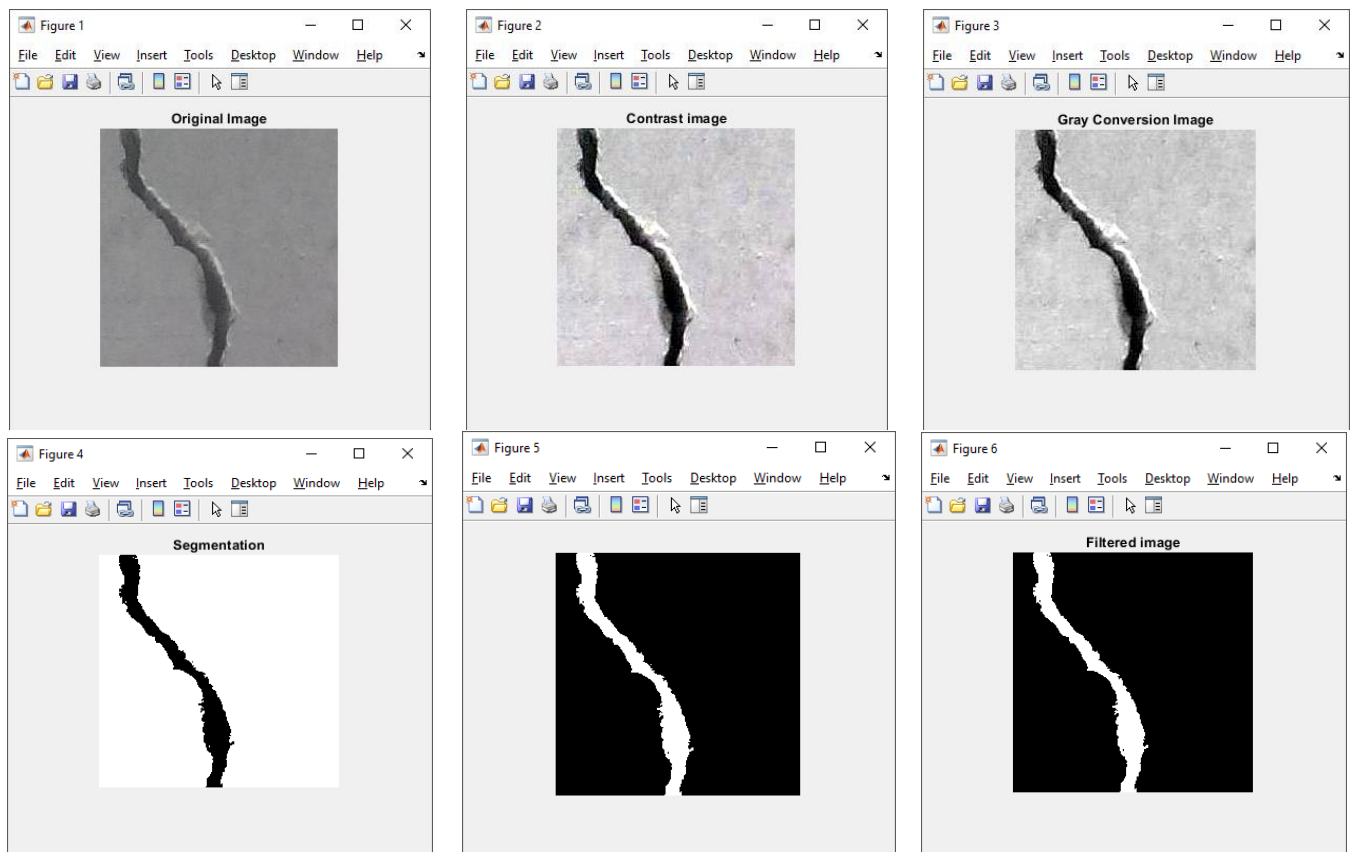 Figure 1
File Edit View Insert Tools Desktop Window Help
Original Image
Figure 2
File Edit View Insert Tools Desktop Window Help
Contrast image
Figure 3
File Edit View Insert Tools Desktop Window Help
Gray Conversion Image
Figure 4
File Edit View Insert Tools Desktop Window Help
Segmentation
Figure 5
File Edit View Insert Tools Desktop Window Help
Figure 6
File Edit View Insert Tools Desktop Window Help
Filtered image